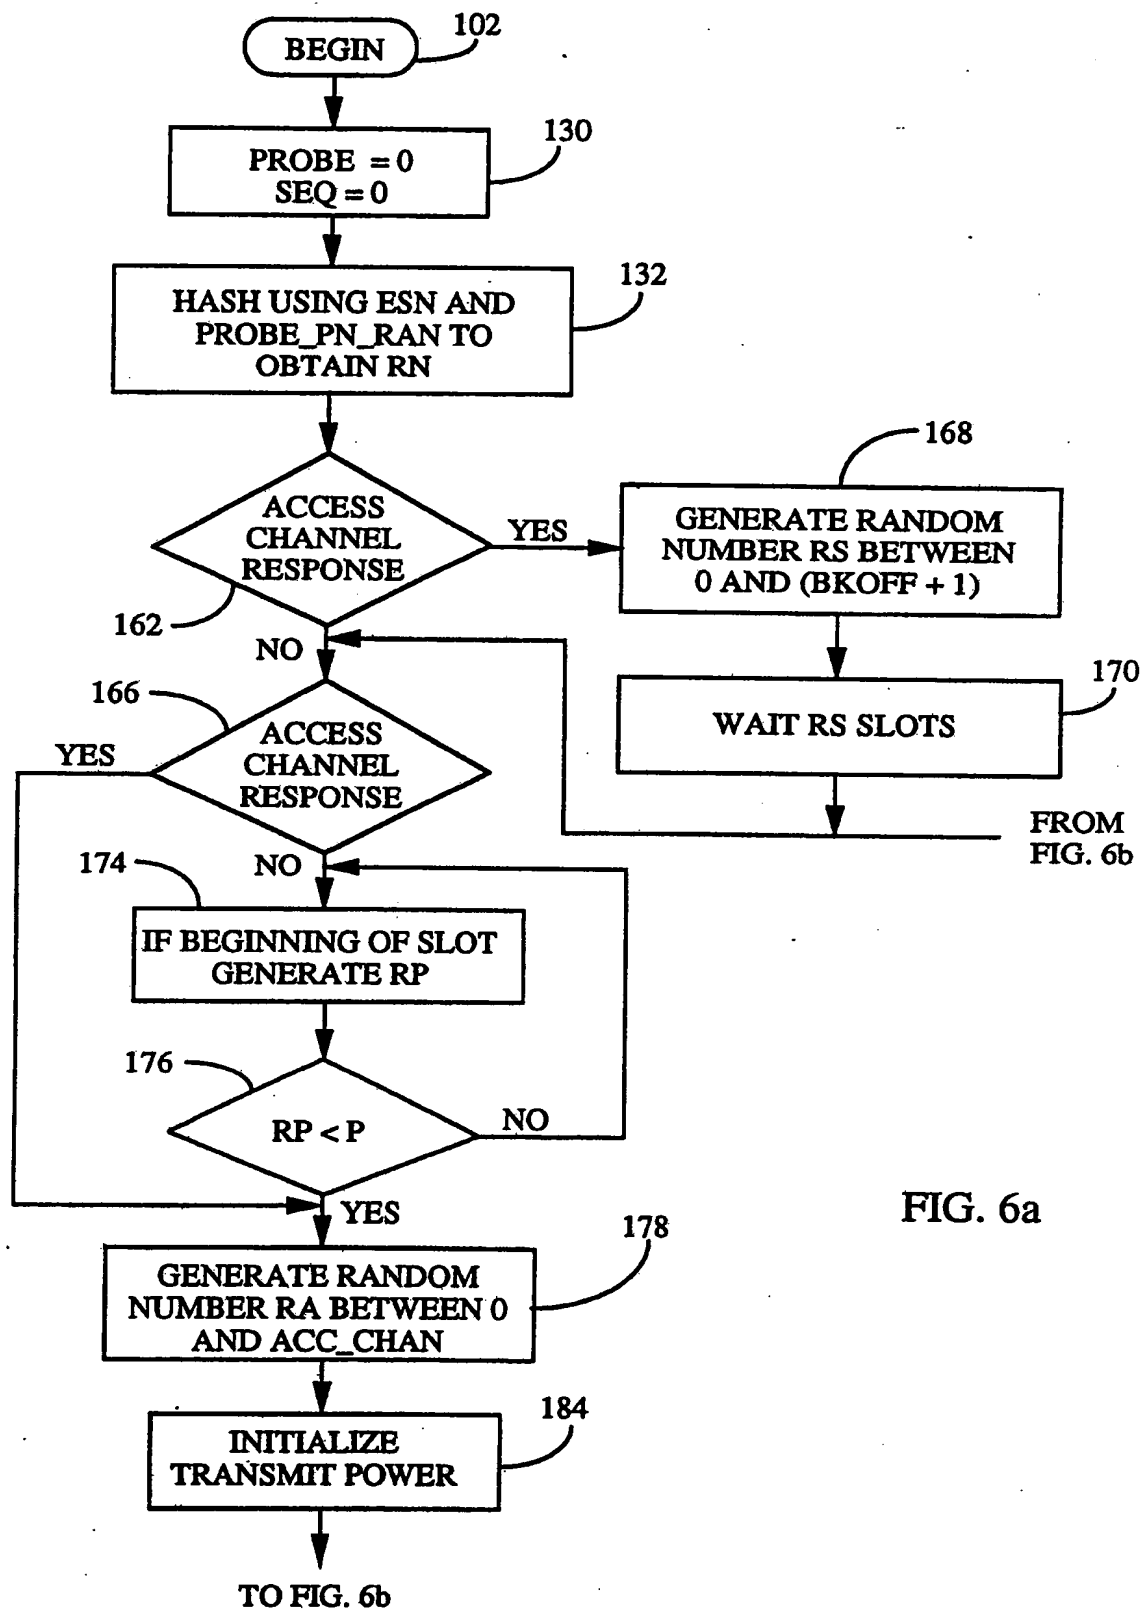 BEGIN
102
130
PROBE = 0
SEQ = 0
132
HASH USING ESN AND
PROBE_PN_RAN TO
OBTAIN RN
168
ACCESS
CHANNEL
RESPONSE
YES
GENERATE RANDOM
NUMBER RS BETWEEN
0 AND (BKOFF + 1)
162
NO
170
WAIT RS SLOTS
166
YES
ACCESS
CHANNEL
RESPONSE
FROM
FIG. 6b
174
NO
IF BEGINNING OF SLOT
GENERATE RP
176
RP < P
NO
YES
FIG. 6a
178
GENERATE RANDOM
NUMBER RA BETWEEN 0
AND ACC_CHAN
184
INITIALIZE
TRANSMIT POWER
TO FIG. 6b